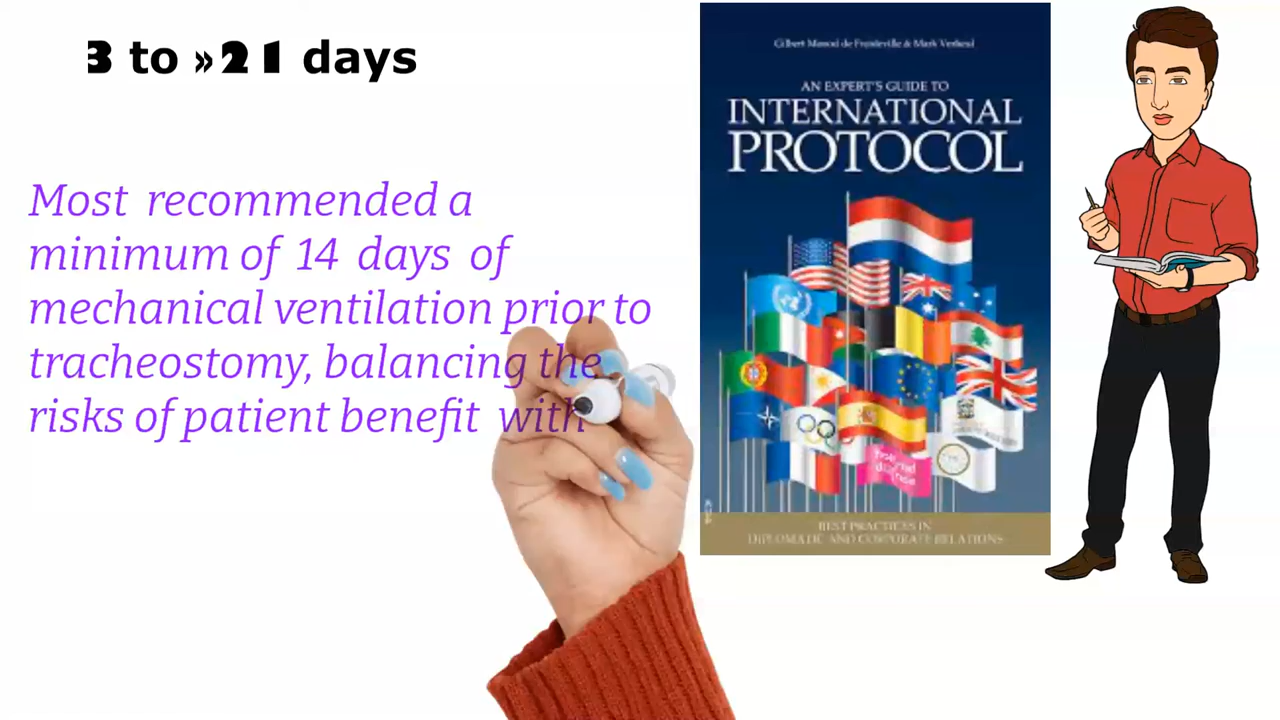 3 to »21 days
Most recommended a
minimum of 14 days of
mechanical ventilation prior to
tracheostomy, balancing the
risks of patient benefit with
AN EXPERT'S GUIDE TO
INTERNATIONAL
PROTOCOL
BEST PRACTICES IN
DIPLOMATIC AND CORPORATE RELATIONS